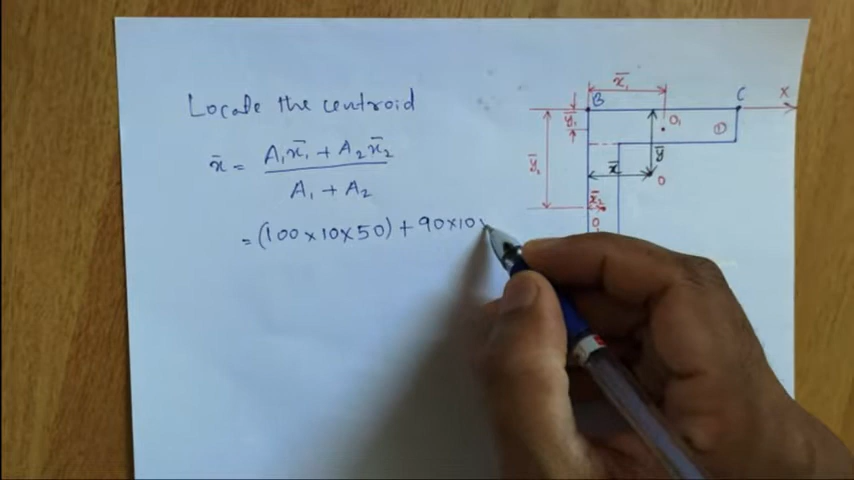 Locate the centroid
x̄ = A₁x̄₁ + A₂x̄₂
A₁ + A₂
= (100×10×50) + 90×10×
x̄₁
B
C
X
ȳ₁
O₁
①
ȳ₂
x̄
ȳ
O
x̄₂